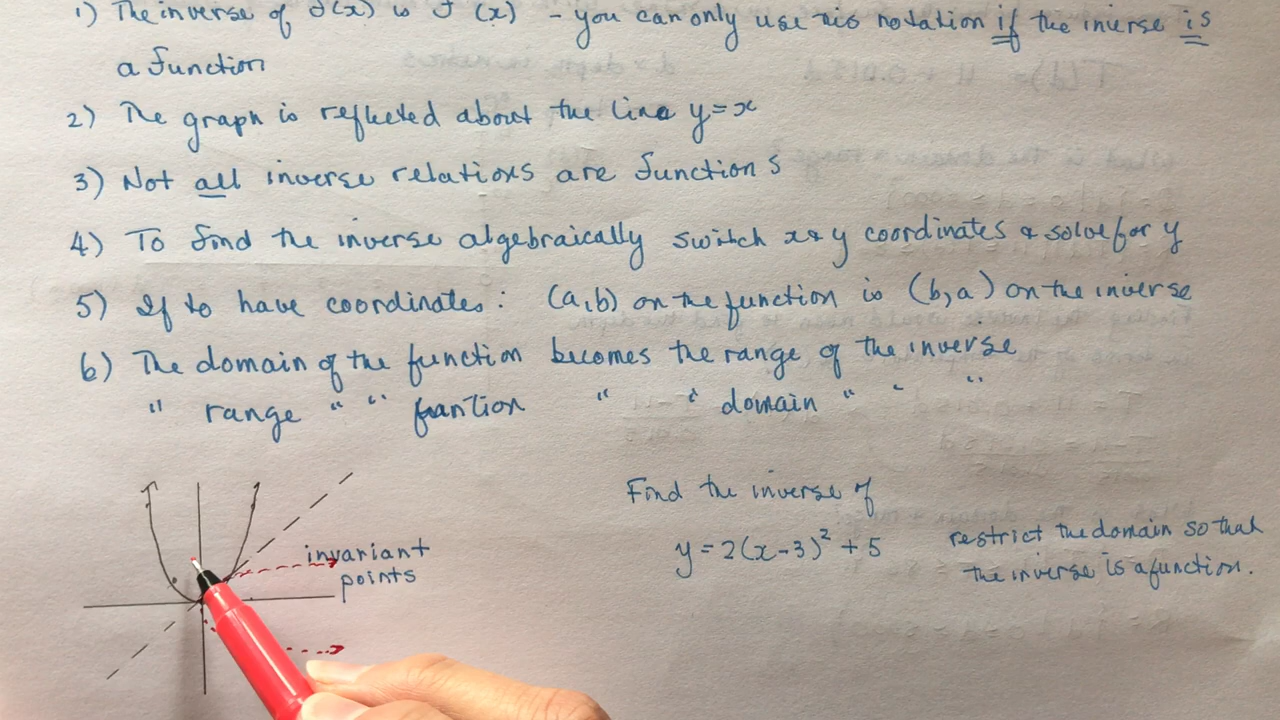 1) The inverse of f(x) is f (x) - you can only use this notation if the inverse is
a function
2) The graph is reflected about the line y=x
3) Not all inverse relations are functions
4) To find the inverse algebraically switch x & y coordinates & solve for y
5) If to have coordinates: (a,b) on the function is (b,a) on the inverse
6) The domain of the function becomes the range of the inverse
" range " " function " " domain " " "
invariant
points
Find the inverse of
y = 2(x-3)² + 5
restrict the domain so that
the inverse is a function.